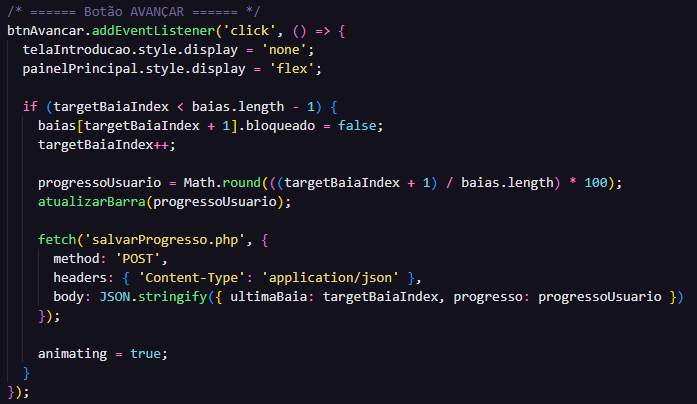 /* ====== Botão AVANÇAR ====== */
btnAvancar.addEventListener('click', () => {
  telaIntroducao.style.display = 'none';
  painelPrincipal.style.display = 'flex';

  if (targetBaiaIndex < baias.length - 1) {
    baias[targetBaiaIndex + 1].bloqueado = false;
    targetBaiaIndex++;

    progressoUsuario = Math.round(((targetBaiaIndex + 1) / baias.length) * 100);
    atualizarBarra(progressoUsuario);

    fetch('salvarProgresso.php', {
      method: 'POST',
      headers: { 'Content-Type': 'application/json' },
      body: JSON.stringify({ ultimaBaia: targetBaiaIndex, progresso: progressoUsuario })
    });

    animating = true;
  }
});